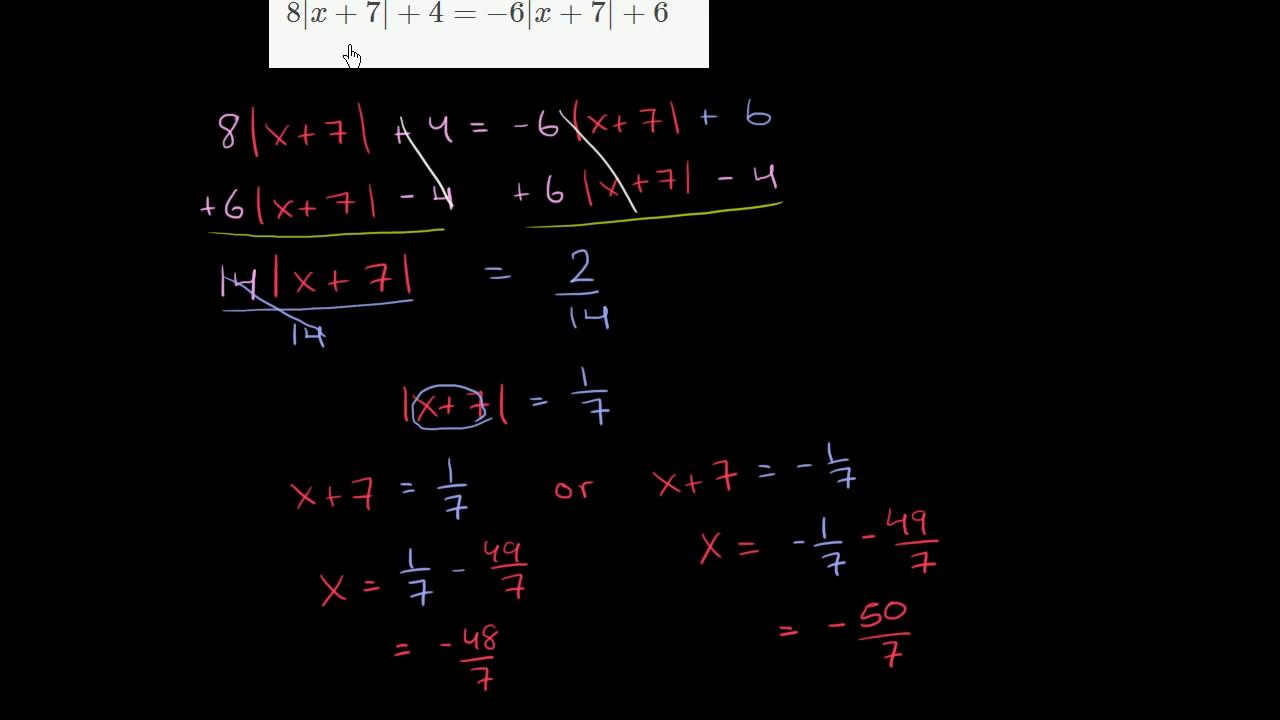 8|x + 7| + 4 = −6|x + 7| + 6
8|x+7| + 4 = -6|x+7| + 6
+6|x+7| - 4 +6|x+7| - 4
14|x+7| = 2
14 14
|x+7| = 1/7
x+7 = 1/7 or x+7 = -1/7
x = 1/7 - 49/7 x = -1/7 - 49/7
= -48/7 = -50/7